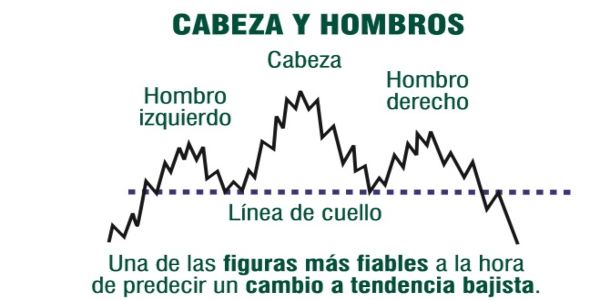 CABEZA Y HOMBROS
Cabeza
Hombro
izquierdo
Hombro
derecho
Línea de cuello
Una de las figuras más fiables a la hora
de predecir un cambio a tendencia bajista.